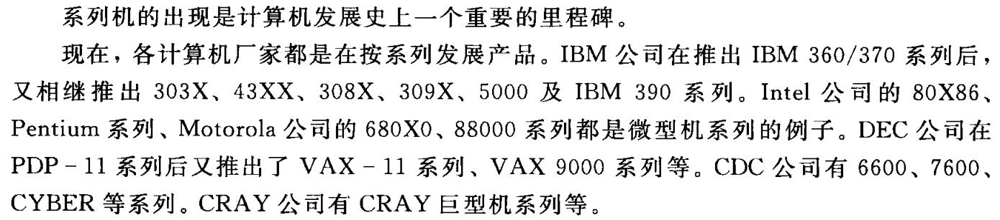 系列机的出现是计算机发展史上一个重要的里程碑。
现在，各计算机厂家都是在按系列发展产品。IBM 公司在推出 IBM 360/370 系列后，
又相继推出 303X、43XX、308X、309X、5000 及 IBM 390 系列。Intel 公司的 80X86、
Pentium 系列、Motorola 公司的 680X0、88000 系列都是微型机系列的例子。DEC 公司在
PDP－11 系列后又推出了 VAX－11 系列、VAX 9000 系列等。CDC 公司有 6600、7600、
CYBER 等系列。CRAY 公司有 CRAY 巨型机系列等。